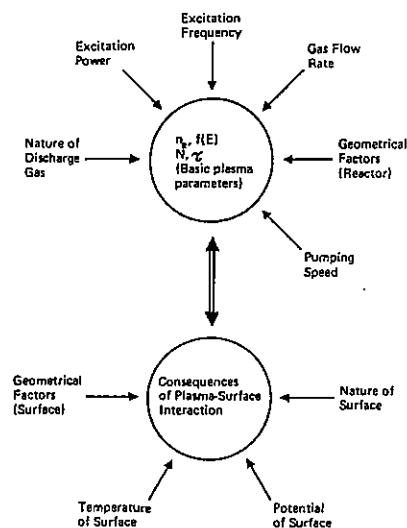 Excitation
Frequency
Excitation
Power
Gas Flow
Rate
Nature of
Discharge
Gas
nₑ, f(E)
N, τ
(Basic plasma
parameters)
Geometrical
Factors
(Reactor)
Pumping
Speed
Geometrical
Factors
(Surface)
Consequences
of Plasma-Surface
Interaction
Nature of
Surface
Temperature
of Surface
Potential
of Surface